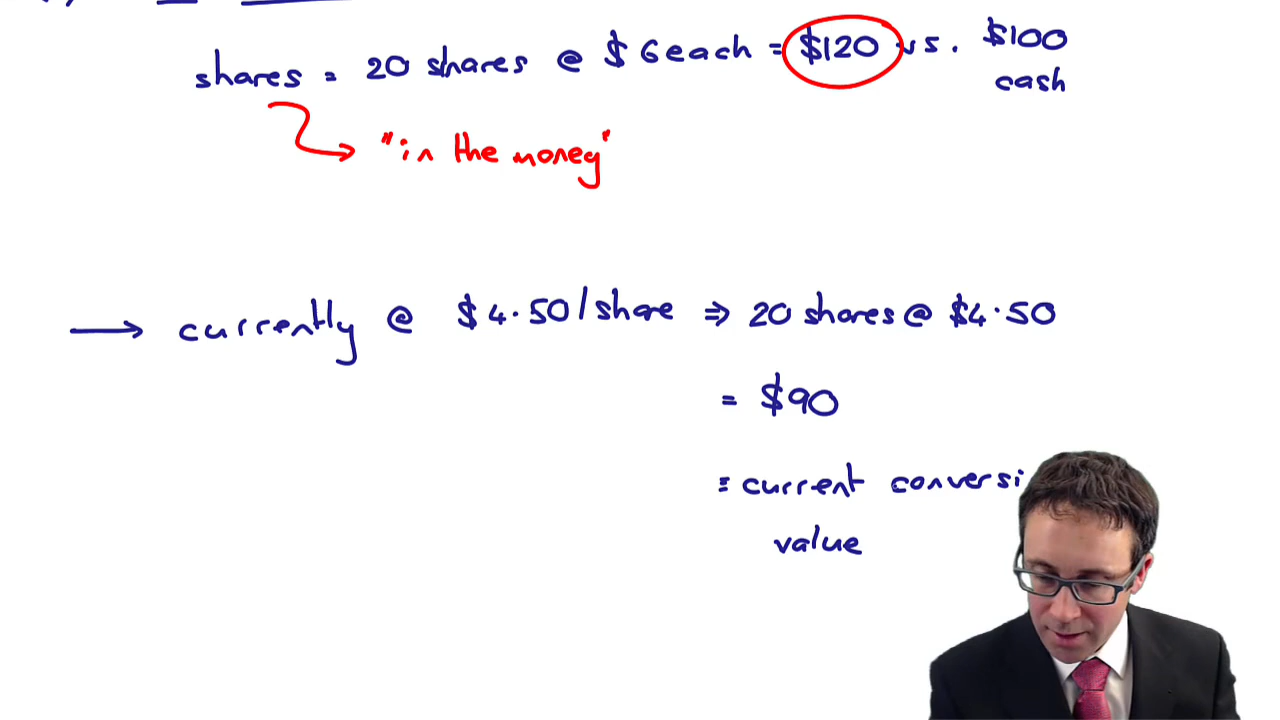 shares = 20 shares @ $6 each = $120 vs. $100 cash
"in the money"
→ currently @ $4.50/share ⇒ 20 shares @ $4.50
= $90
= current conversi
value